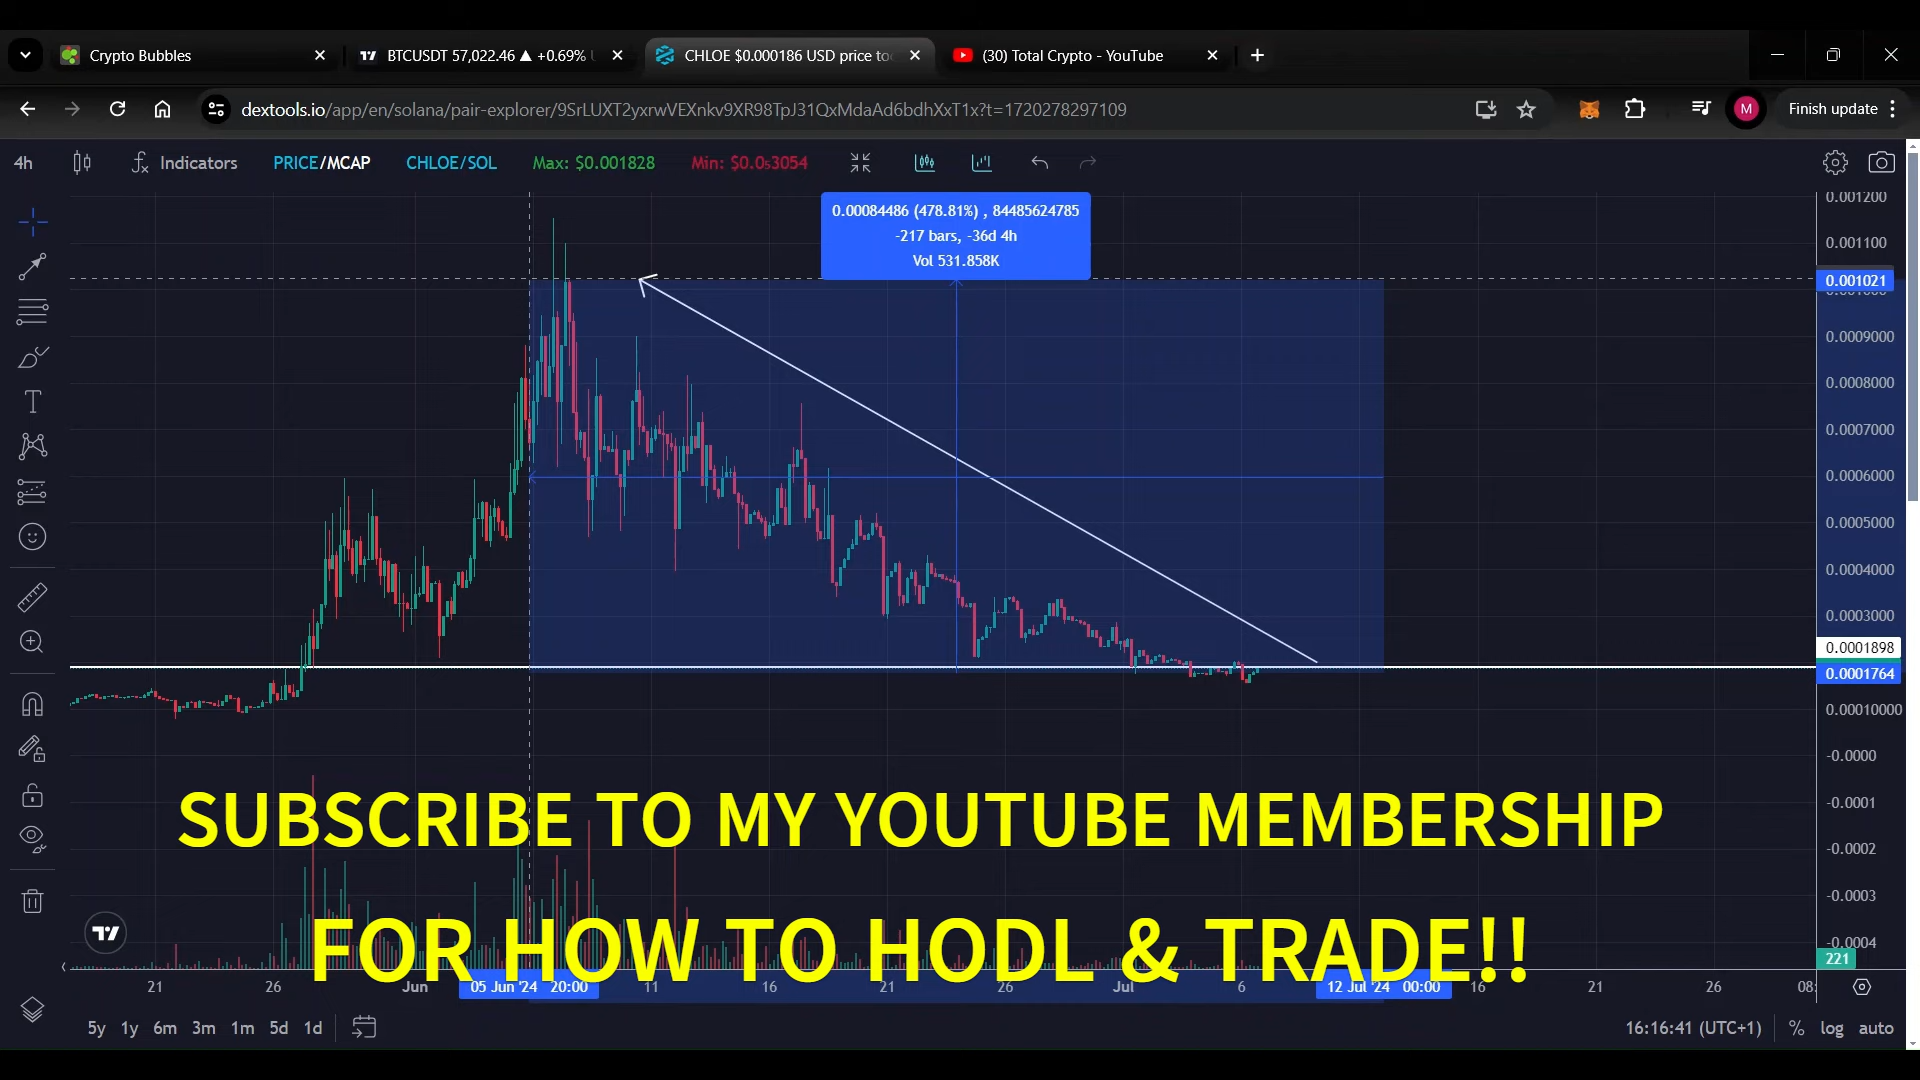 Crypto Bubbles
BTCUSDT 57,022.46 ▲ +0.69%
CHLOE $0.000186 USD price to
(30) Total Crypto - YouTube
dextools.io/app/en/solana/pair-explorer/9SrLUXT2yxrwVEXnkv9XR98TpJ31QxMdaAd6bdhXxT1x?t=1720278297109
M
Finish update
4h
Indicators
PRICE/MCAP
CHLOE/SOL
Max: $0.001828
Min: $0.0₅3054
0.00084486 (478.81%) , 84485624785
-217 bars, -36d 4h
Vol 531.858K
0.001200
0.001100
0.001021
0.0009000
0.0008000
0.0007000
0.0006000
0.0005000
0.0004000
0.0003000
0.0001898
0.0001764
0.00010000
-0.0000
-0.0001
-0.0002
-0.0003
-0.0004
221
SUBSCRIBE TO MY YOUTUBE MEMBERSHIP
FOR HOW TO HODL & TRADE!!
21 26 Jun 05 Jun '24 20:00 11 16 21 26 Jul 6 12 Jul '24 00:00 16 21 26 08:
5y 1y 6m 3m 1m 5d 1d
16:16:41 (UTC+1) % log auto